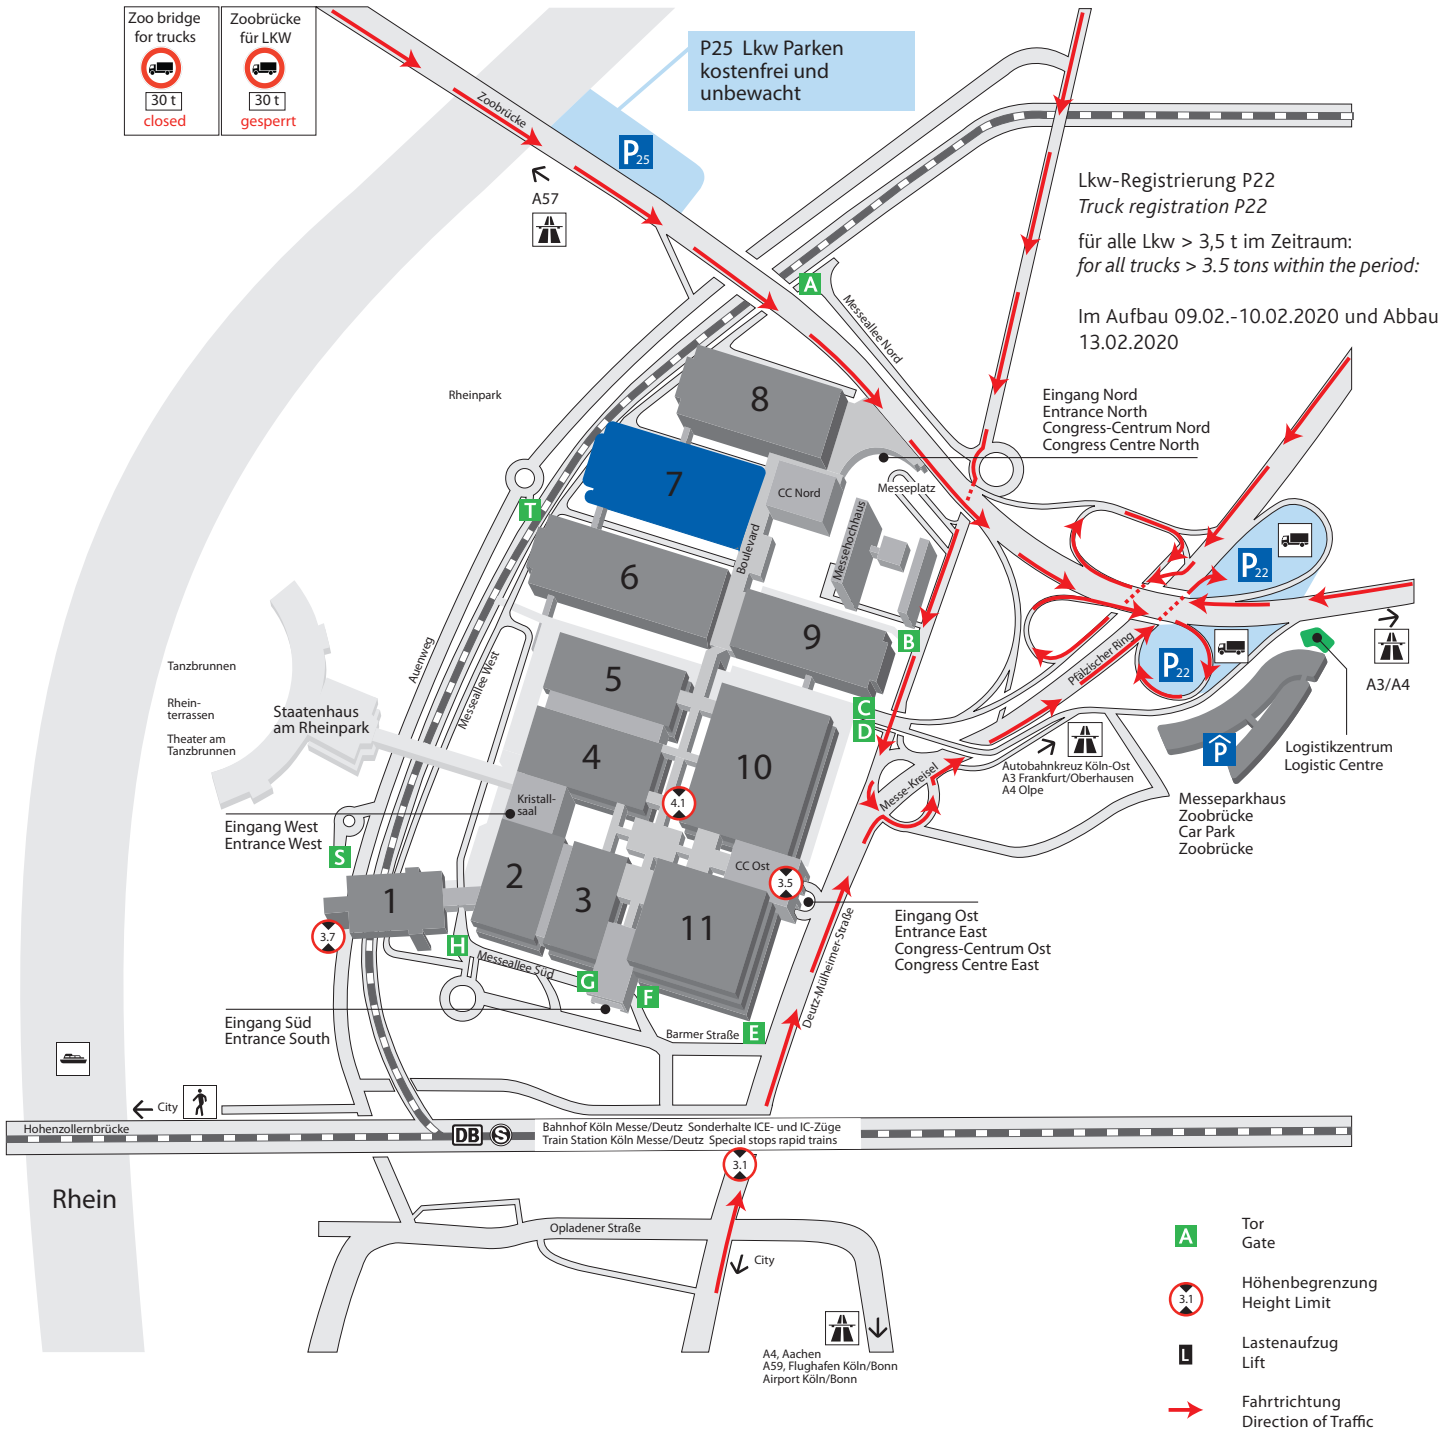 Zoo bridge
for trucks
30 t
closed
Zoobrücke
für LKW
30 t
gesperrt
P25 Lkw Parken
kostenfrei und
unbewacht
Zoobrücke
P25
A57
Lkw-Registrierung P22
Truck registration P22
für alle Lkw > 3,5 t im Zeitraum:
for all trucks > 3.5 tons within the period:
Im Aufbau 09.02.-10.02.2020 und Abbau
13.02.2020
A
Messeallee Nord
Rheinpark
8
Eingang Nord
Entrance North
Congress-Centrum Nord
Congress Centre North
7
CC Nord
Messeplatz
T
Boulevard
Messehochhaus
6
9
B
P22
P22
Pfälzischer Ring
A3/A4
Auenweg
Messeallee West
Tanzbrunnen
Rhein-
terrassen
Theater am
Tanzbrunnen
Staatenhaus
am Rheinpark
5
4
10
C
D
Autobahnkreuz Köln-Ost
A3 Frankfurt/Oberhausen
A4 Olpe
P
Logistikzentrum
Logistic Centre
Messeparkhaus
Zoobrücke
Car Park
Zoobrücke
Messe-Kreisel
Kristall-
saal
4.1
Eingang West
Entrance West
S
1
2
3
11
CC Ost
3.5
3.7
H
Messeallee Süd
G
F
E
Barmer Straße
Deutz-Mülheimer-Straße
Eingang Ost
Entrance East
Congress-Centrum Ost
Congress Centre East
Eingang Süd
Entrance South
City
Hohenzollernbrücke
DB
S
Bahnhof Köln Messe/Deutz Sonderhalte ICE- und IC-Züge
Train Station Köln Messe/Deutz Special stops rapid trains
3.1
Rhein
Opladener Straße
City
A4, Aachen
A59, Flughafen Köln/Bonn
Airport Köln/Bonn
A
Tor
Gate
3.1
Höhenbegrenzung
Height Limit
L
Lastenaufzug
Lift
Fahrtrichtung
Direction of Traffic